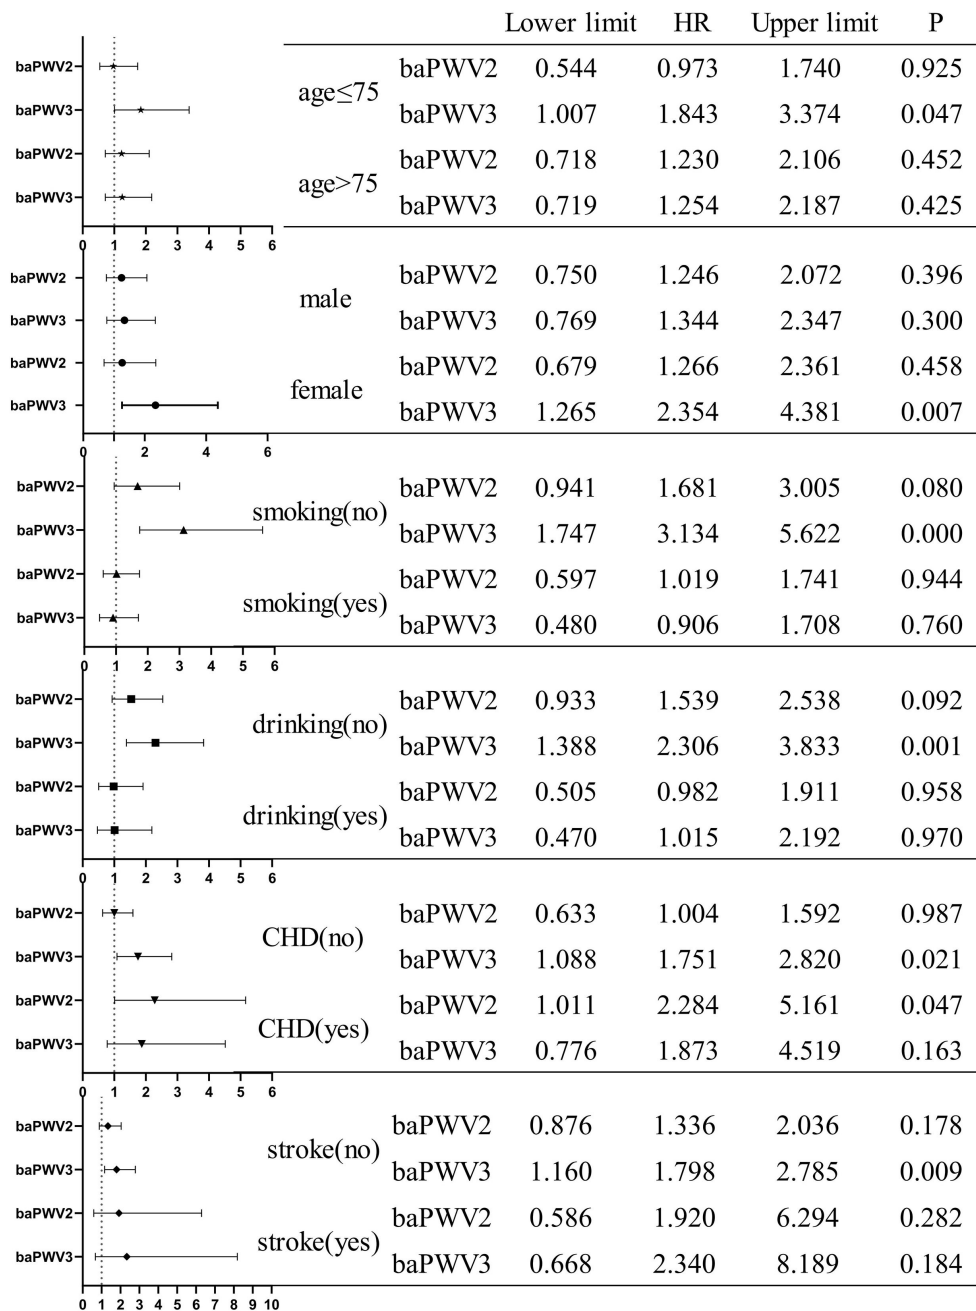 Lower limit HR Upper limit P
baPWV2 age≤75 baPWV2 0.544 0.973 1.740 0.925
baPWV3 baPWV3 1.007 1.843 3.374 0.047
baPWV2 age>75 baPWV2 0.718 1.230 2.106 0.452
baPWV3 baPWV3 0.719 1.254 2.187 0.425
0 1 2 3 4 5 6
baPWV2 male baPWV2 0.750 1.246 2.072 0.396
baPWV3 baPWV3 0.769 1.344 2.347 0.300
baPWV2 female baPWV2 0.679 1.266 2.361 0.458
baPWV3 baPWV3 1.265 2.354 4.381 0.007
0 2 4 6
baPWV2 smoking(no) baPWV2 0.941 1.681 3.005 0.080
baPWV3 baPWV3 1.747 3.134 5.622 0.000
baPWV2 smoking(yes) baPWV2 0.597 1.019 1.741 0.944
baPWV3 baPWV3 0.480 0.906 1.708 0.760
0 1 2 3 4 5 6
baPWV2 drinking(no) baPWV2 0.933 1.539 2.538 0.092
baPWV3 baPWV3 1.388 2.306 3.833 0.001
baPWV2 drinking(yes) baPWV2 0.505 0.982 1.911 0.958
baPWV3 baPWV3 0.470 1.015 2.192 0.970
0 1 2 3 4 5 6
baPWV2 CHD(no) baPWV2 0.633 1.004 1.592 0.987
baPWV3 baPWV3 1.088 1.751 2.820 0.021
baPWV2 CHD(yes) baPWV2 1.011 2.284 5.161 0.047
baPWV3 baPWV3 0.776 1.873 4.519 0.163
0 1 2 3 4 5 6
baPWV2 stroke(no) baPWV2 0.876 1.336 2.036 0.178
baPWV3 baPWV3 1.160 1.798 2.785 0.009
baPWV2 stroke(yes) baPWV2 0.586 1.920 6.294 0.282
baPWV3 baPWV3 0.668 2.340 8.189 0.184
0 1 2 3 4 5 6 7 8 9 10